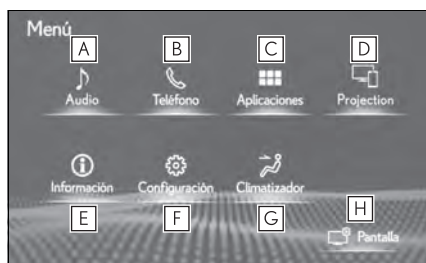 Menú
A B C D
Audio Teléfono Aplicaciones Projection
Información Configuración Climatizador
E F G H
Pantalla